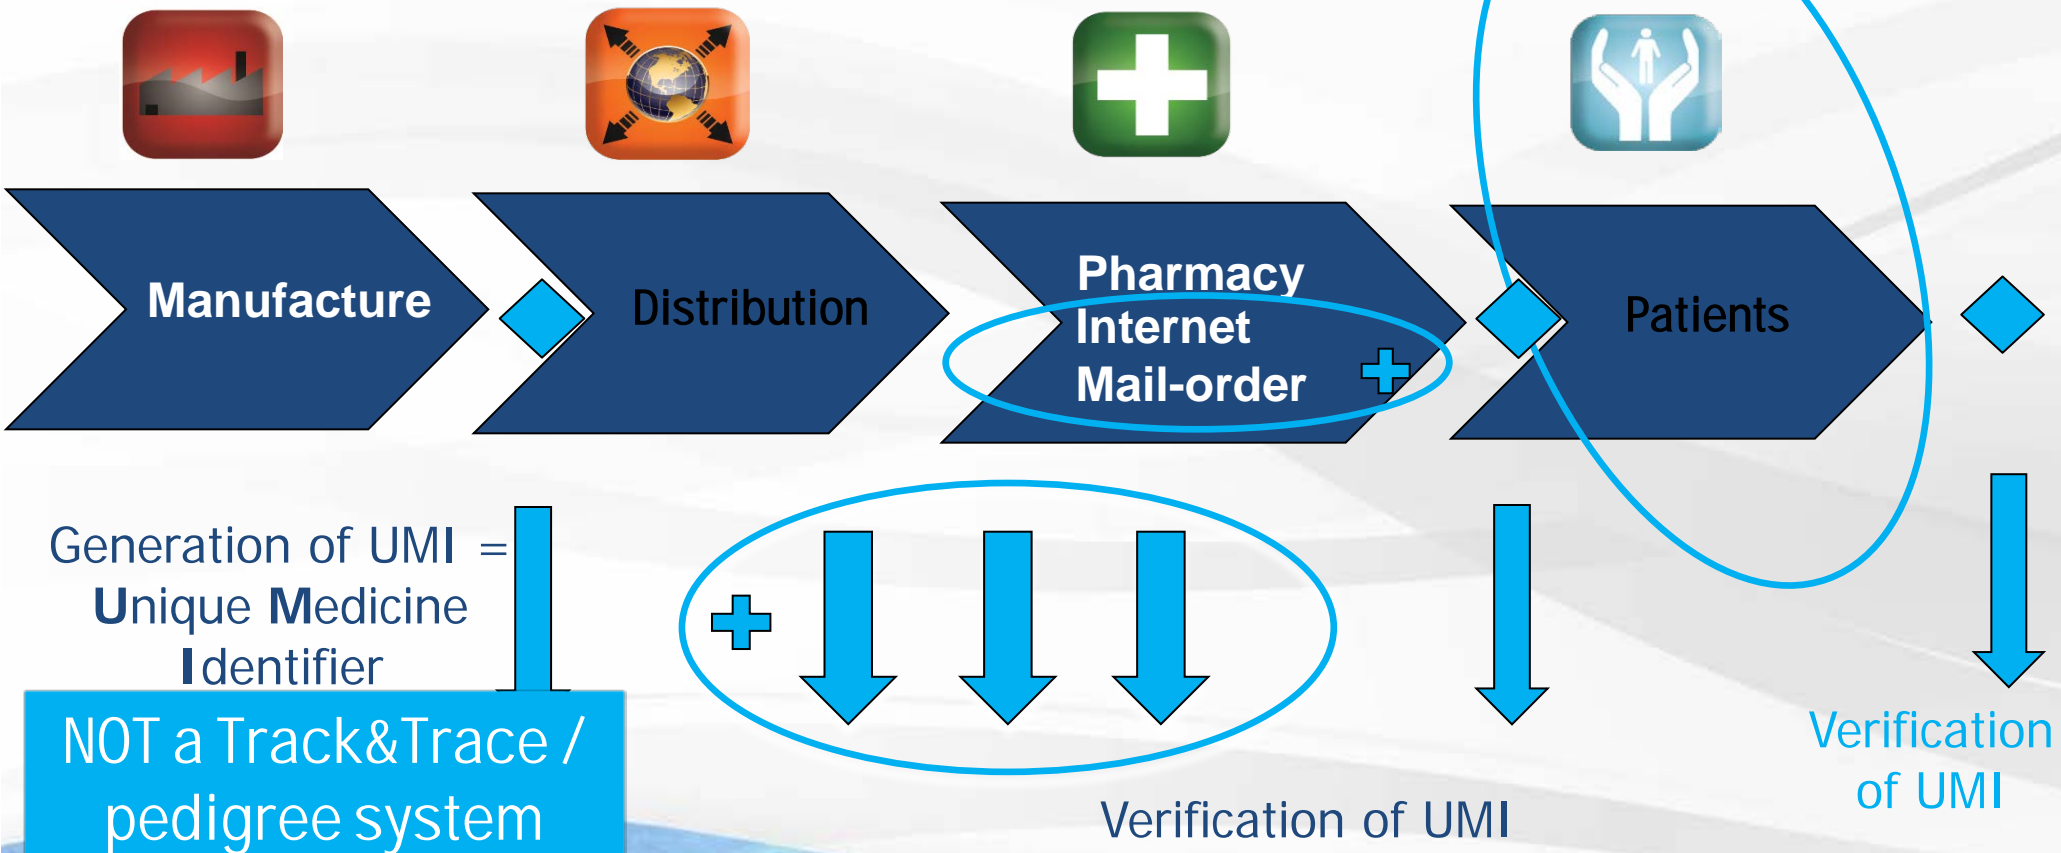 Manufacture
Distribution
Pharmacy
Internet
Mail-order
Patients
Generation of UMI =
Unique Medicine
Identifier
NOT a Track&Trace /
pedigree system
Verification of UMI
Verification
of UMI